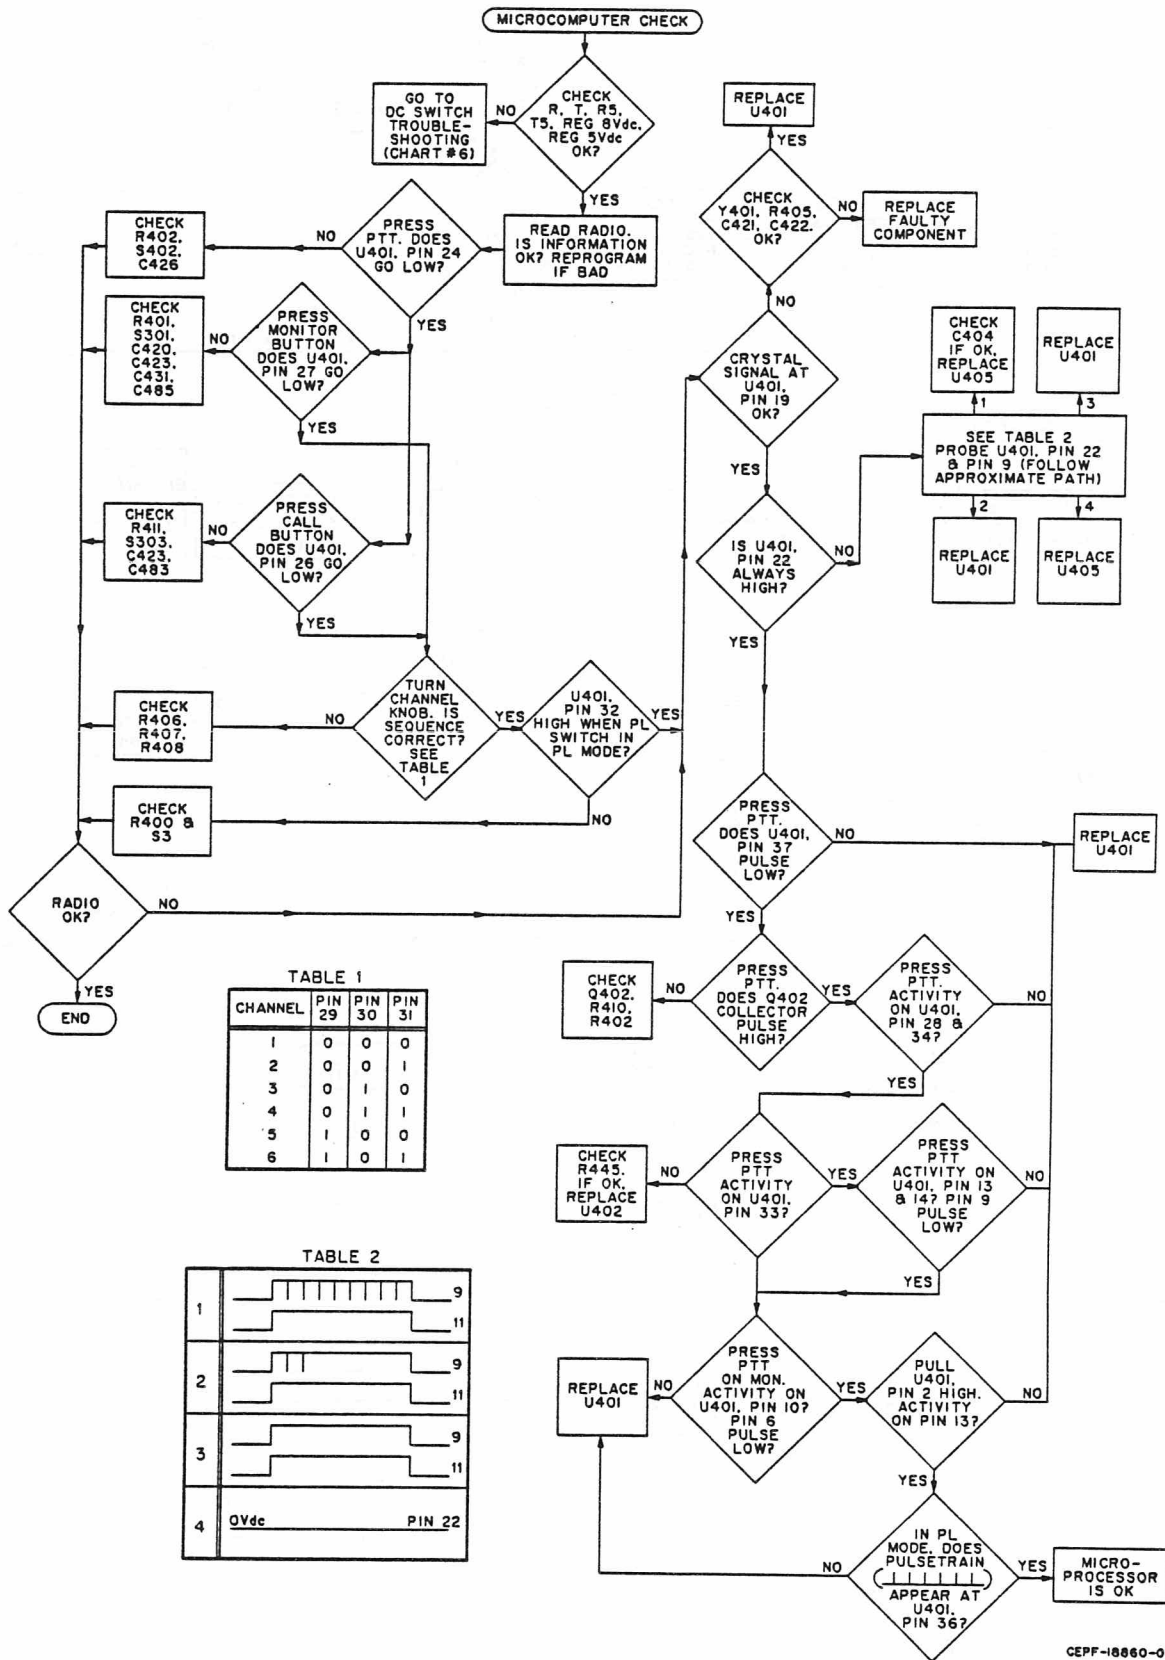 MICROCOMPUTER CHECK
CHECK
R, T, R5,
T5, REG 8Vdc,
REG 5Vdc
OK?
NO
GO TO
DC SWITCH
TROUBLE-
SHOOTING
(CHART #6)
YES
READ RADIO.
IS INFORMATION
OK? REPROGRAM
IF BAD
PRESS
PTT. DOES
U401, PIN 24
GO LOW?
NO
CHECK
R402,
S402,
C426
YES
PRESS
MONITOR
BUTTON
DOES U401,
PIN 27 GO
LOW?
NO
CHECK
R401,
S301,
C420,
C423,
C431,
C485
YES
PRESS
CALL
BUTTON
DOES U401,
PIN 26 GO
LOW?
NO
CHECK
R411,
S303,
C423,
C483
YES
TURN
CHANNEL
KNOB. IS
SEQUENCE
CORRECT?
SEE
TABLE
1
NO
CHECK
R406,
R407,
R408
YES
U401,
PIN 32
HIGH WHEN PL
SWITCH IN
PL MODE?
YES
NO
CHECK
R400 &
S3
RADIO
OK?
NO
YES
END
REPLACE
U401
YES
CHECK
Y401, R405,
C421, C422.
OK?
NO
REPLACE
FAULTY
COMPONENT
NO
CRYSTAL
SIGNAL AT
U401,
PIN 19
OK?
YES
IS U401,
PIN 22
ALWAYS
HIGH?
NO
SEE TABLE 2
PROBE U401, PIN 22
& PIN 9 (FOLLOW
APPROXIMATE PATH)
1
CHECK
C404
IF OK,
REPLACE
U405
3
REPLACE
U401
2
REPLACE
U401
4
REPLACE
U405
YES
PRESS
PTT.
DOES U401,
PIN 37
PULSE
LOW?
NO
REPLACE
U401
YES
PRESS
PTT.
DOES Q402
COLLECTOR
PULSE
HIGH?
NO
CHECK
Q402,
R410,
R402
YES
PRESS
PTT.
ACTIVITY
ON U401,
PIN 28 &
34?
NO
YES
PRESS
PTT
ACTIVITY
ON U401,
PIN 33?
NO
CHECK
R445.
IF OK,
REPLACE
U402
YES
PRESS
PTT
ACTIVITY ON
U401, PIN 13
& 14? PIN 9
PULSE
LOW?
NO
YES
PRESS
PTT
ON MON.
ACTIVITY ON
U401, PIN 10?
PIN 6
PULSE
LOW?
NO
REPLACE
U401
YES
PULL
U401,
PIN 2 HIGH.
ACTIVITY
ON PIN 13?
NO
YES
IN PL
MODE, DOES
PULSETRAIN
( )
APPEAR AT
U401,
PIN 36?
NO
YES
MICRO-
PROCESSOR
IS OK
TABLE 1
CHANNEL PIN 29 PIN 30 PIN 31
1 0 0 0
2 0 0 1
3 0 1 0
4 0 1 1
5 1 0 0
6 1 0 1
TABLE 2
1 9
11
2 9
11
3 9
11
4 0Vdc PIN 22
CEPF-18860-0